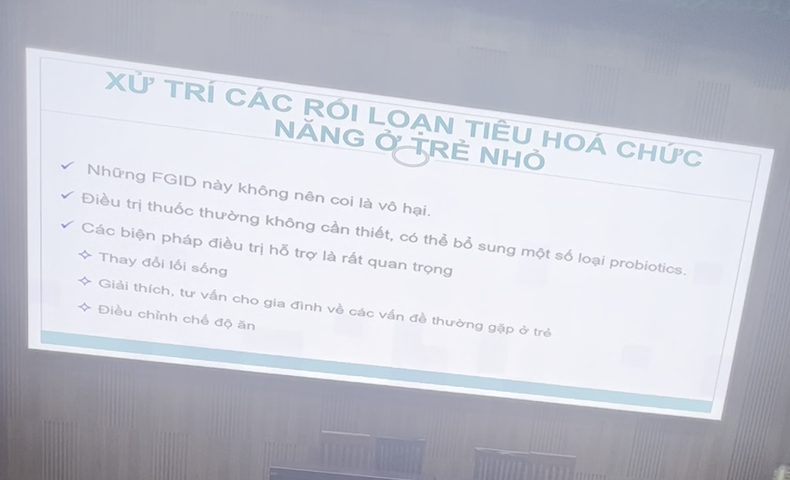 XỬ TRÍ CÁC RỐI LOẠN TIÊU HOÁ CHỨC
NĂNG Ở TRẺ NHỎ
✓ Những FGID này không nên coi là vô hại.
✓ Điều trị thuốc thường không cần thiết, có thể bổ sung một số loại probiotics.
✓ Các biện pháp điều trị hỗ trợ là rất quan trọng
✧ Thay đổi lối sống
✧ Giải thích, tư vấn cho gia đình về các vấn đề thường gặp ở trẻ
✧ Điều chỉnh chế độ ăn